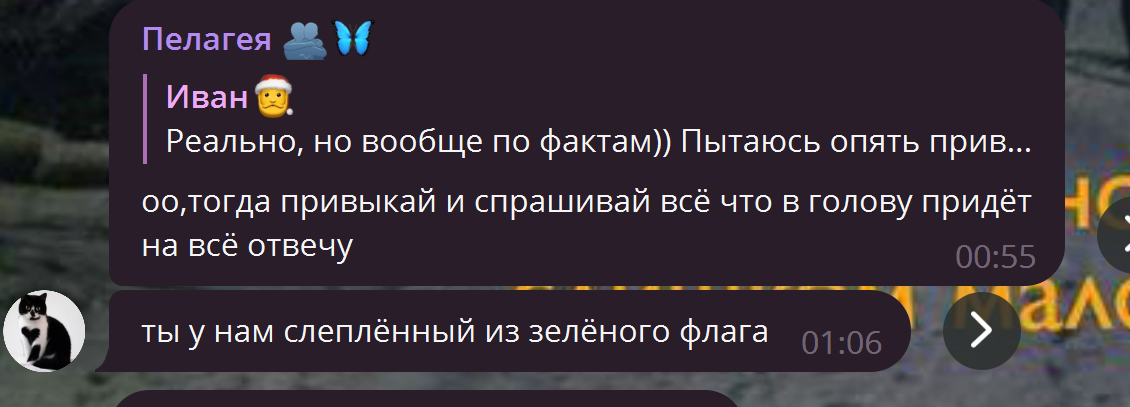 Пелагея
Иван
Реально, но вообще по фактам)) Пытаюсь опять прив...
оо,тогда привыкай и спрашивай всё что в голову придёт
на всё отвечу
00:55
ты у нам слеплённый из зелёного флага
01:06